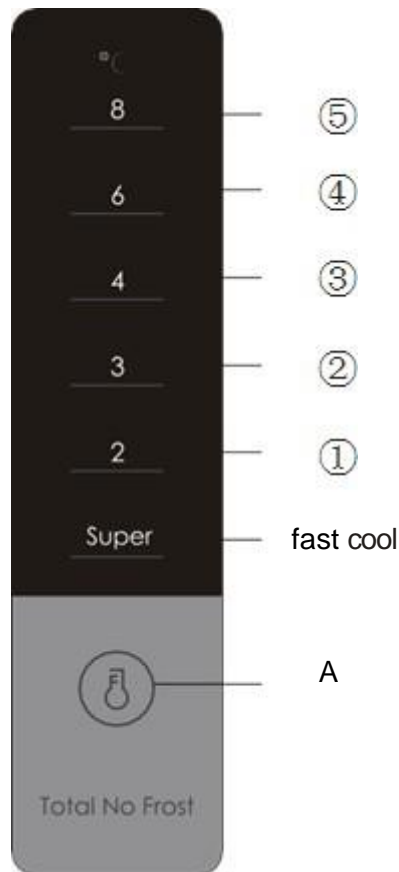 °C
8 ⑤
6 ④
4 ③
3 ②
2 ①
Super fast cool
A
Total No Frost